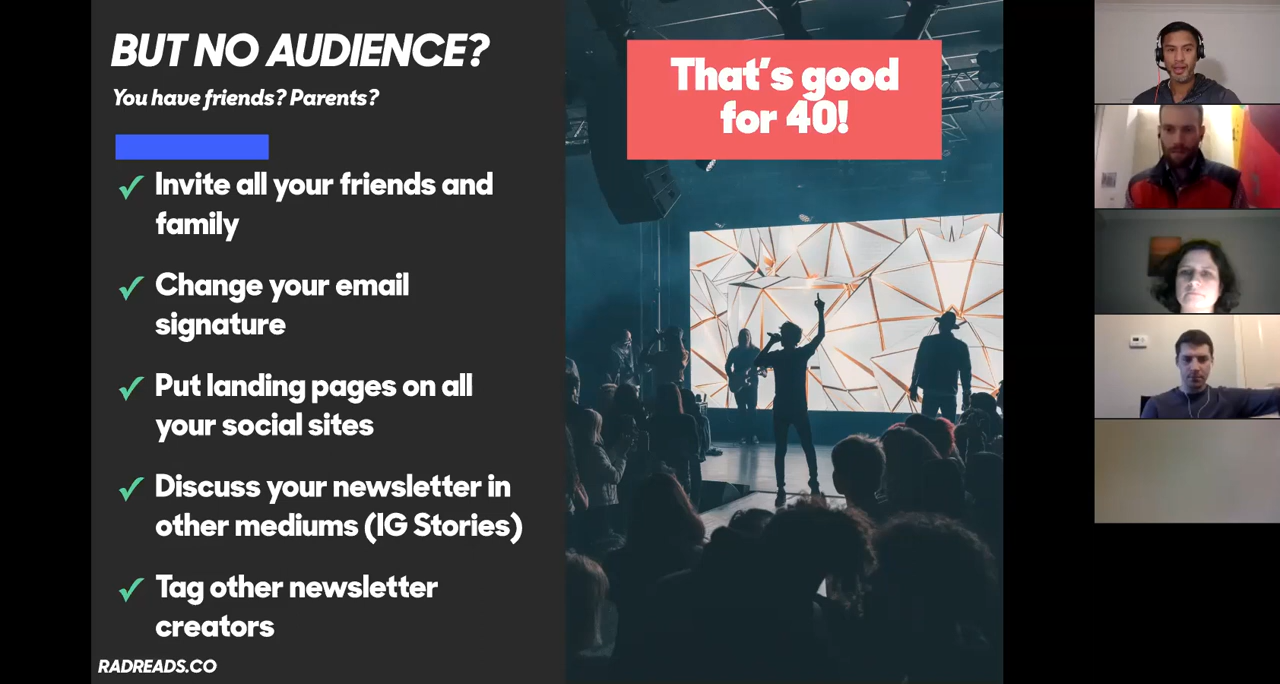 BUT NO AUDIENCE?
You have friends? Parents?
Invite all your friends and
family
Change your email
signature
Put landing pages on all
your social sites
Discuss your newsletter in
other mediums (IG Stories)
Tag other newsletter
creators
RADREADS.CO
That's good
for 40!